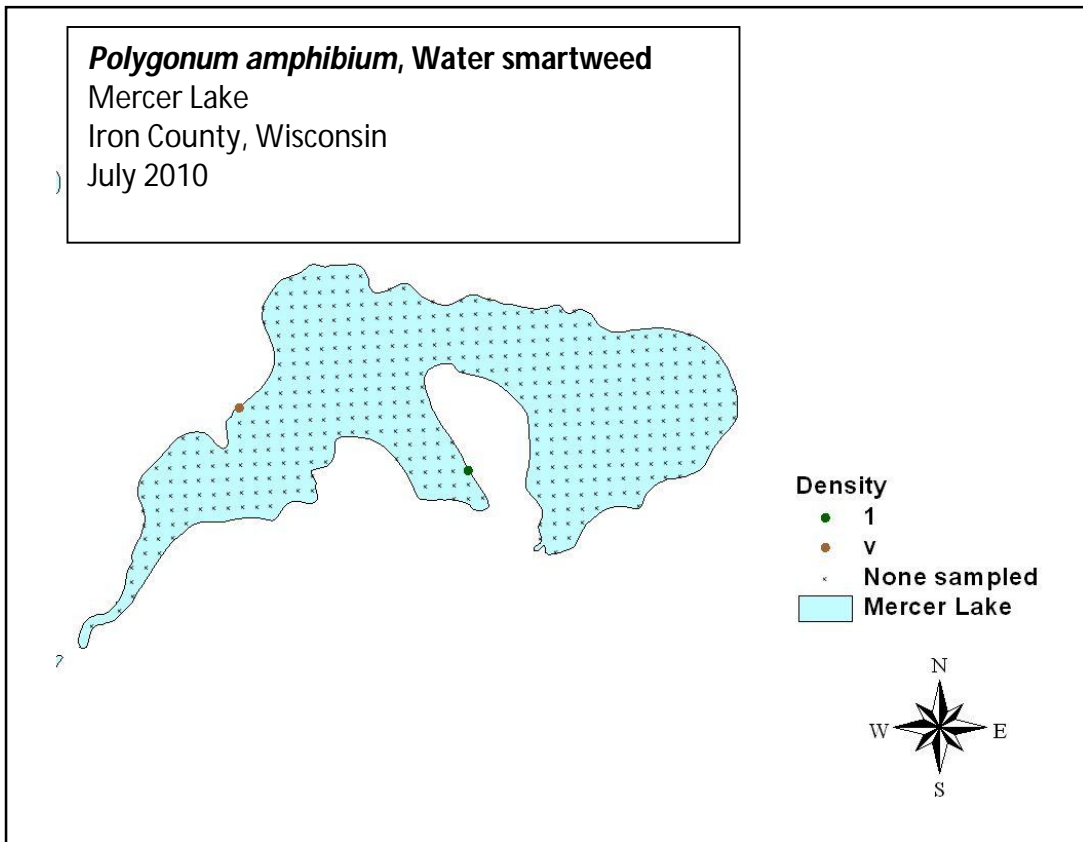 Polygonum amphibium, Water smartweed
Mercer Lake
Iron County, Wisconsin
July 2010
Density
1
v
None sampled
Mercer Lake
N
W E
S